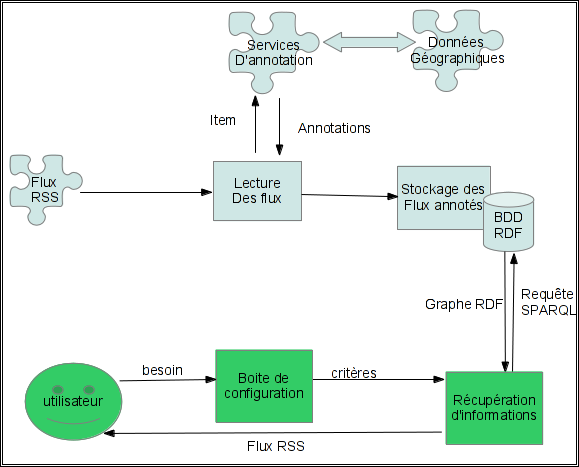 Services
D'annotation
Données
Géographiques
Item
Annotations
Flux
RSS
Lecture
Des flux
Stockage des
Flux annotés
BDD
RDF
Graphe RDF
Requête
SPARQL
utilisateur
besoin
Boite de
configuration
critères
Récupération
d'informations
Flux RSS